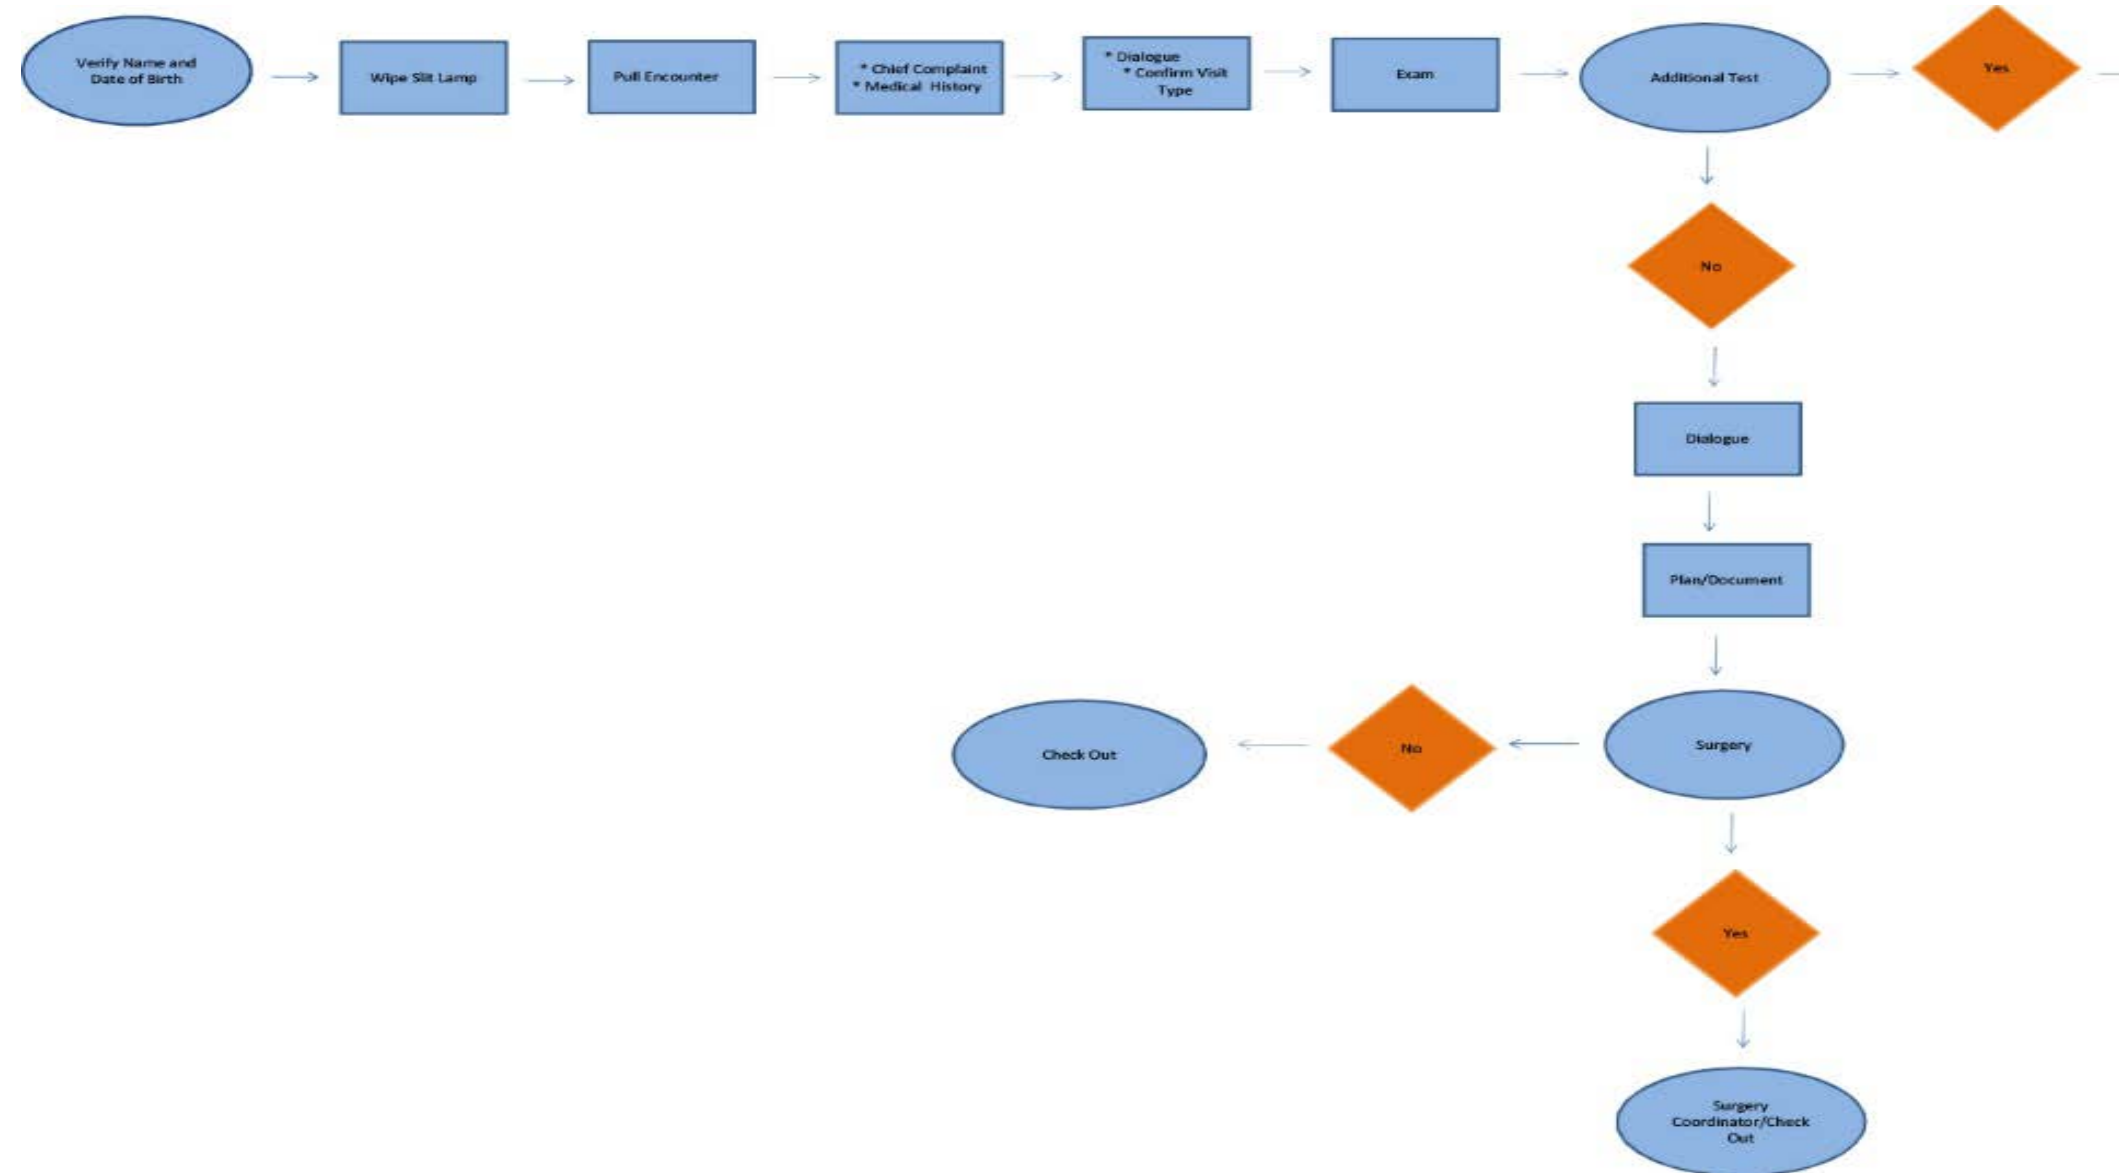 Verify Name and
Date of Birth
Wipe Slit Lamp
Pull Encounter
* Chief Complaint
* Medical History
* Dialogue
* Confirm Visit
Type
Exam
Additional Test
Yes
No
Dialogue
Plan/Document
Surgery
No
Check Out
Yes
Surgery
Coordinator/Check
Out